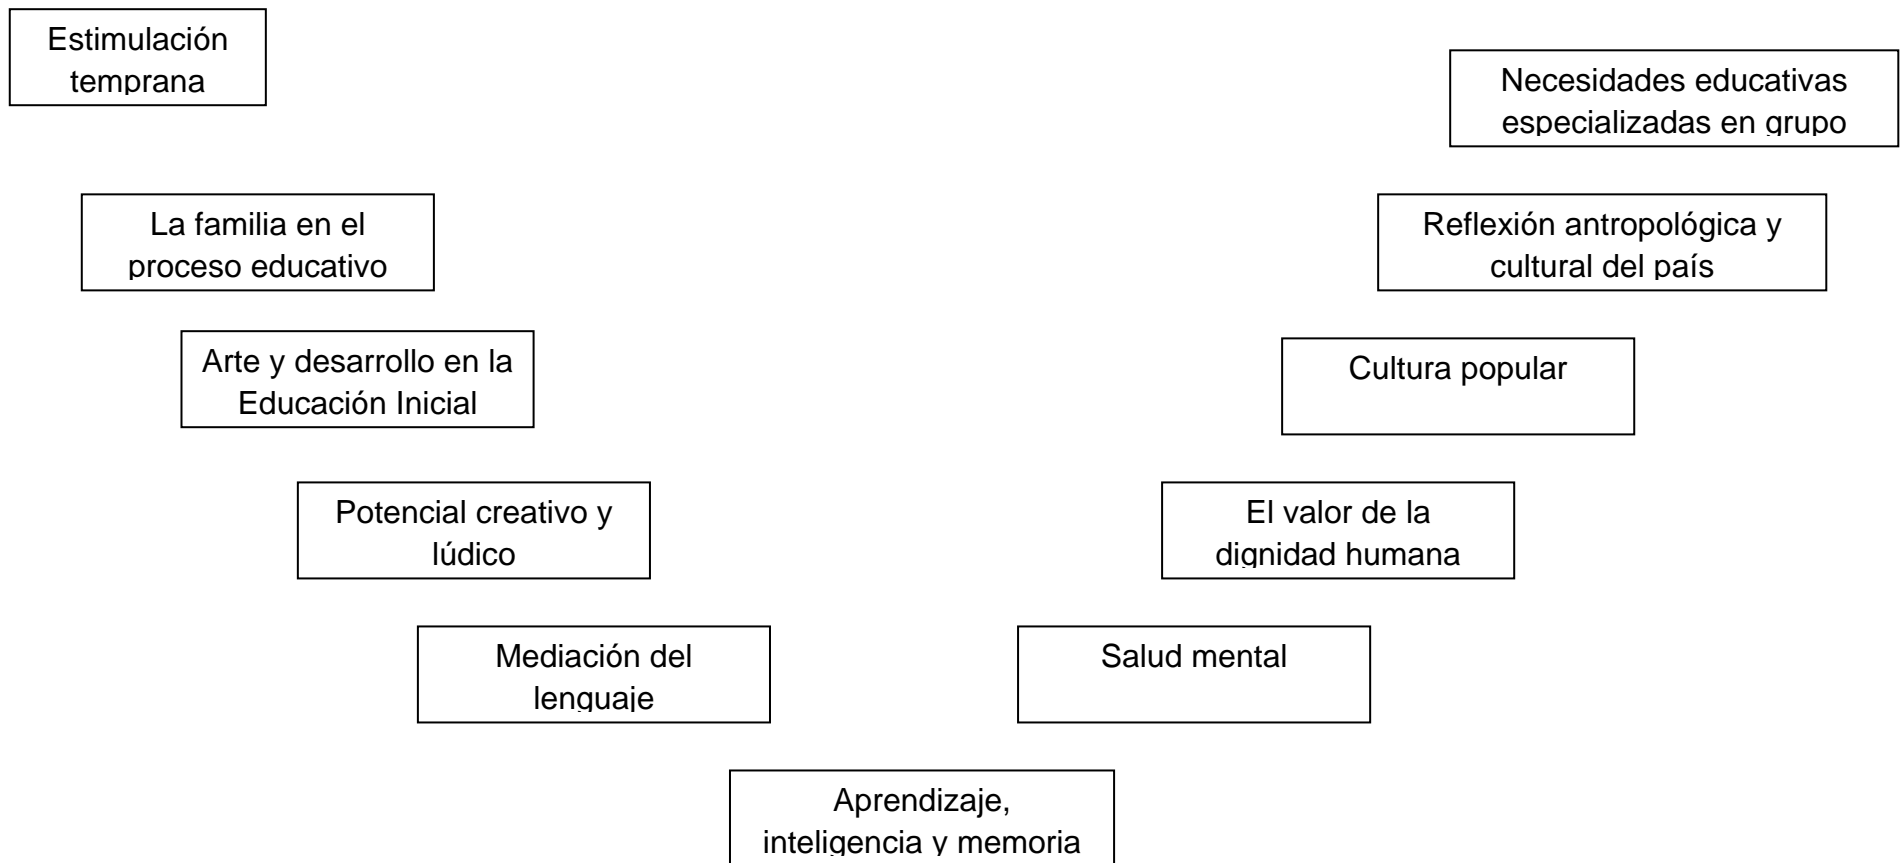 Estimulación
temprana
Necesidades educativas
especializadas en grupo
La familia en el
proceso educativo
Reflexión antropológica y
cultural del país
Arte y desarrollo en la
Educación Inicial
Cultura popular
Potencial creativo y
lúdico
El valor de la
dignidad humana
Mediación del
lenguaje
Salud mental
Aprendizaje,
inteligencia y memoria